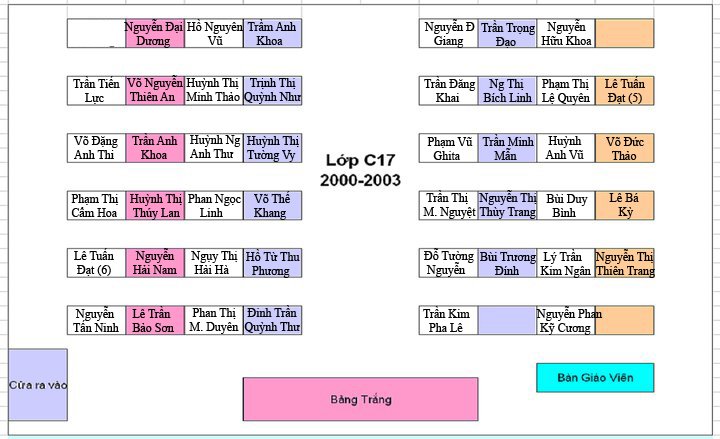 Nguyễn Đại Dương
Hồ Nguyên Vũ
Trầm Anh Khoa
Nguyễn Đ Giang
Trần Trọng Đạo
Nguyễn Hữu Khoa
Trần Tiến Lực
Võ Nguyễn Thiên An
Huỳnh Thị Minh Thảo
Trịnh Thị Quỳnh Như
Trần Đăng Khai
Ng Thị Bích Linh
Phạm Thị Lệ Quyên
Lê Tuấn Đạt (5)
Võ Đặng Anh Thi
Trần Anh Khoa
Huỳnh Ng Anh Thư
Huỳnh Thị Tường Vy
Lớp C17
2000-2003
Phạm Vũ Ghita
Trần Minh Mẫn
Huỳnh Anh Vũ
Võ Đức Thảo
Phạm Thị Cẩm Hoa
Huỳnh Thị Thúy Lan
Phan Ngọc Linh
Võ Thế Khang
Trần Thị M. Nguyệt
Nguyễn Thị Thùy Trang
Bùi Duy Bình
Lê Bá Kỳ
Lê Tuấn Đạt (6)
Nguyễn Hải Nam
Ngụy Thị Hải Hà
Hồ Từ Thu Phương
Đỗ Tường Nguyễn
Bùi Trương Đính
Lý Trần Kim Ngân
Nguyễn Thị Thiên Trang
Nguyễn Tấn Ninh
Lê Trần Bảo Sơn
Phan Thị M. Duyên
Đinh Trần Quỳnh Thư
Trần Kim Pha Lê
Nguyễn Phan Kỹ Cương
Cửa ra vào
Bảng Trắng
Bàn Giáo Viên